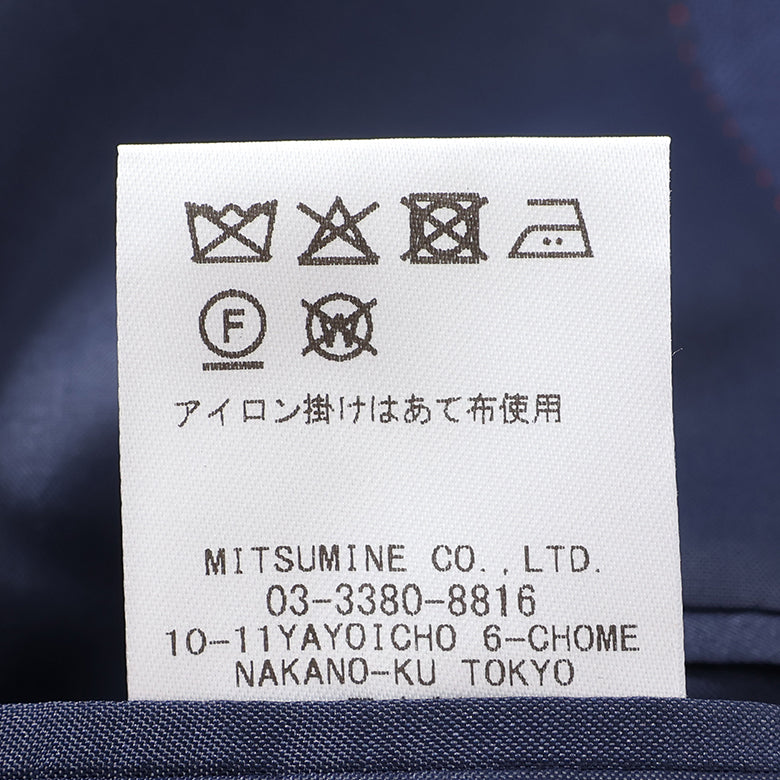 F W
アイロン掛けはあて布使用
MITSUMINE CO.,LTD.
03-3380-8816
10-11YAYOICHO 6-CHOME
NAKANO-KU TOKYO